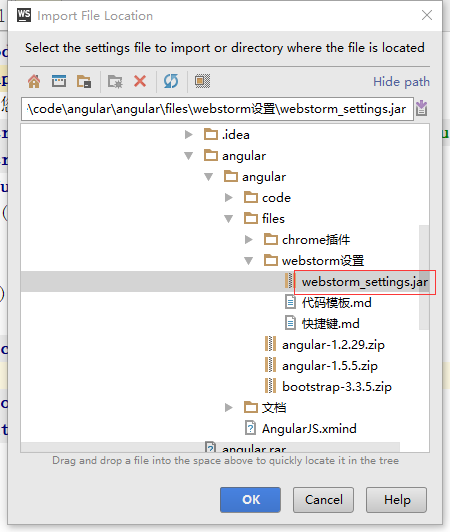 WS Import File Location
Select the settings file to import or directory where the file is located
Hide path
\code\angular\angular\files\webstorm设置\webstorm_settings.jar
.idea
angular
angular
code
files
chrome插件
webstorm设置
webstorm_settings.jar
代码模板.md
快捷键.md
angular-1.2.29.zip
angular-1.5.5.zip
bootstrap-3.3.5.zip
文档
AngularJS.xmind
angular.rar
Drag and drop a file into the space above to quickly locate it in the tree
OK Cancel Help